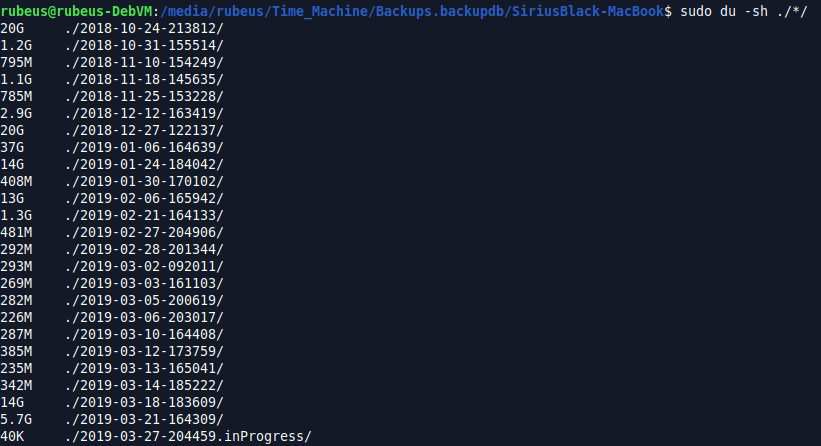 rubeus@rubeus-DebVM:/media/rubeus/Time_Machine/Backups.backupdb/SiriusBlack-MacBook$ sudo du -sh ./*/
20G	./2018-10-24-213812/
1.2G	./2018-10-31-155514/
795M	./2018-11-10-154249/
1.1G	./2018-11-18-145635/
785M	./2018-11-25-153228/
2.9G	./2018-12-12-163419/
20G	./2018-12-27-122137/
37G	./2019-01-06-164639/
14G	./2019-01-24-184042/
408M	./2019-01-30-170102/
13G	./2019-02-06-165942/
1.3G	./2019-02-21-164133/
481M	./2019-02-27-204906/
292M	./2019-02-28-201344/
293M	./2019-03-02-092011/
269M	./2019-03-03-161103/
282M	./2019-03-05-200619/
226M	./2019-03-06-203017/
287M	./2019-03-10-164408/
385M	./2019-03-12-173759/
235M	./2019-03-13-165041/
342M	./2019-03-14-185222/
14G	./2019-03-18-183609/
5.7G	./2019-03-21-164309/
40K	./2019-03-27-204459.inProgress/